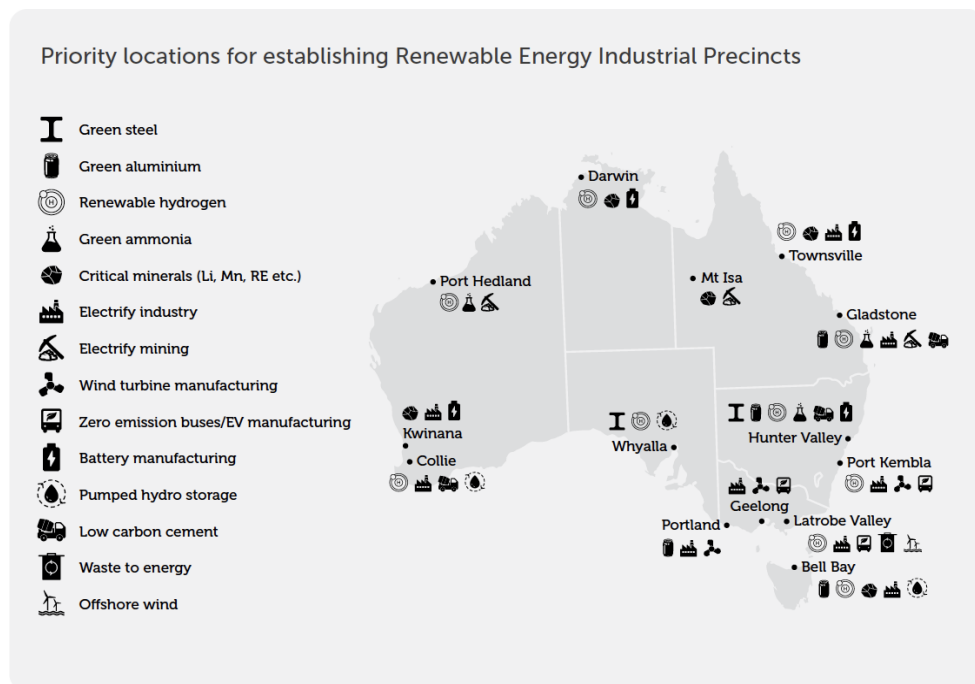 Priority locations for establishing Renewable Energy Industrial Precincts
Green steel
Green aluminium
Renewable hydrogen
Green ammonia
Critical minerals (Li, Mn, RE etc.)
Electrify industry
Electrify mining
Wind turbine manufacturing
Zero emission buses/EV manufacturing
Battery manufacturing
Pumped hydro storage
Low carbon cement
Waste to energy
Offshore wind
Darwin
Townsville
Mt Isa
Port Hedland
Gladstone
Kwinana
Collie
Whyalla
Hunter Valley
Port Kembla
Geelong
Portland
Latrobe Valley
Bell Bay